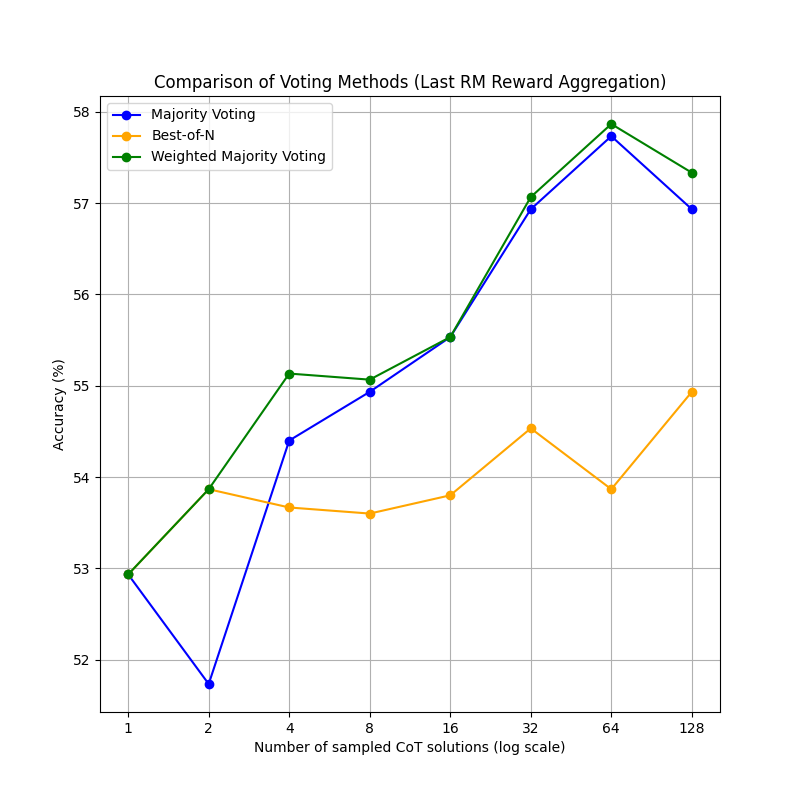 Comparison of Voting Methods (Last RM Reward Aggregation)
Majority Voting
Best-of-N
Weighted Majority Voting
Accuracy (%)
58
57
56
55
54
53
52
1 2 4 8 16 32 64 128
Number of sampled CoT solutions (log scale)